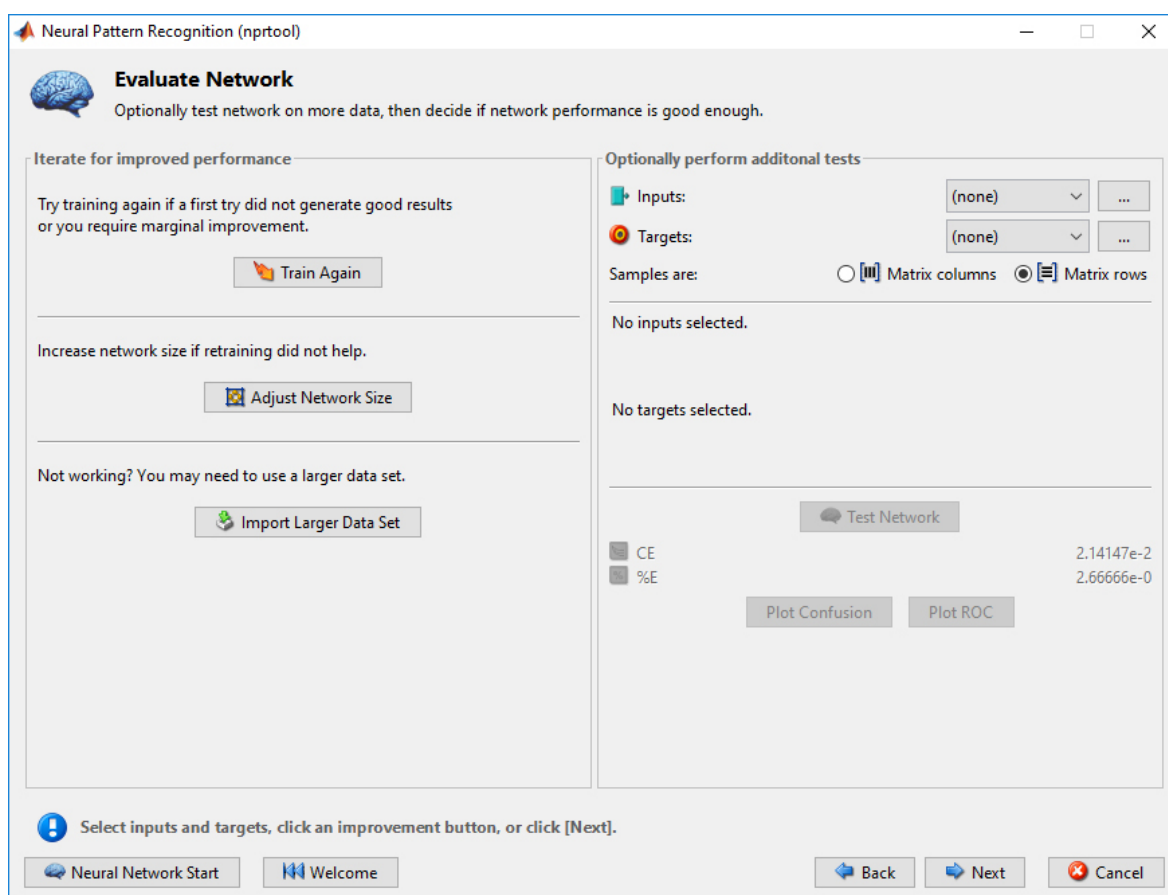 Neural Pattern Recognition (nprtool)
Evaluate Network
Optionally test network on more data, then decide if network performance is good enough.
Iterate for improved performance
Try training again if a first try did not generate good results
or you require marginal improvement.
Train Again
Increase network size if retraining did not help.
Adjust Network Size
Not working? You may need to use a larger data set.
Import Larger Data Set
Optionally perform additonal tests
Inputs: (none) ...
Targets: (none) ...
Samples are: Matrix columns Matrix rows
No inputs selected.
No targets selected.
Test Network
CE 2.14147e-2
%E 2.66666e-0
Plot Confusion Plot ROC
Select inputs and targets, click an improvement button, or click [Next].
Neural Network Start Welcome Back Next Cancel